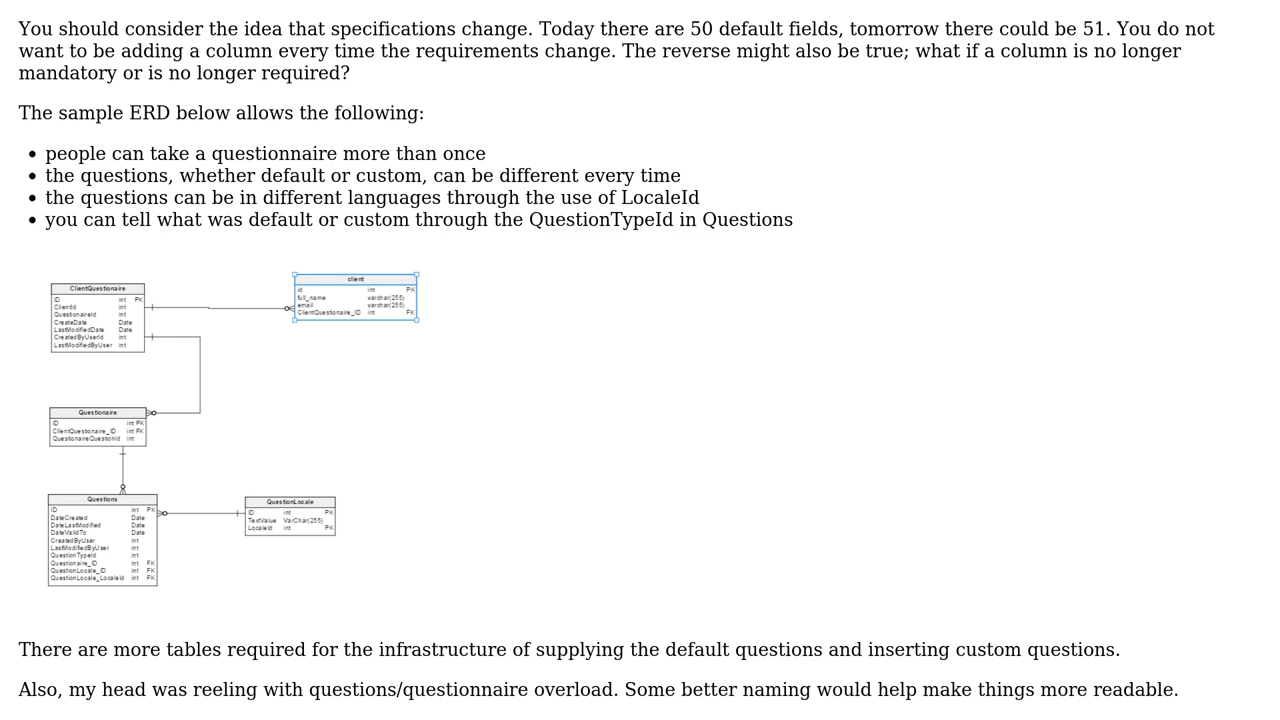 You should consider the idea that specifications change. Today there are 50 default fields, tomorrow there could be 51. You do not
want to be adding a column every time the requirements change. The reverse might also be true; what if a column is no longer
mandatory or is no longer required?
The sample ERD below allows the following:
• people can take a questionnaire more than once
• the questions, whether default or custom, can be different every time
• the questions can be in different languages through the use of LocaleId
• you can tell what was default or custom through the QuestionTypeId in Questions
ClientQuestionaire
ID int PK
ClientId int
QuestionaireId int
CreateDate Date
LastModifiedDate Date
CreatedByUserId int
LastModifiedByUser int
client
id int PK
full_name varchar(255)
email varchar(255)
ClientQuestionaire_ID int FK
Questionaire
ID int PK
ClientQuestionaire_ID int FK
QuestionaireQuestionId int
Questions
ID int PK
DateCreated Date
DateLastModified Date
DateValidTo Date
CreatedByUser int
LastModifiedByUser int
QuestionTypeId int
Questionaire_ID int FK
QuestionLocale_ID int FK
QuestionLocale_LocaleId int FK
QuestionLocale
ID int PK
TextValue VarChar(255)
LocaleId int PK
There are more tables required for the infrastructure of supplying the default questions and inserting custom questions.
Also, my head was reeling with questions/questionnaire overload. Some better naming would help make things more readable.